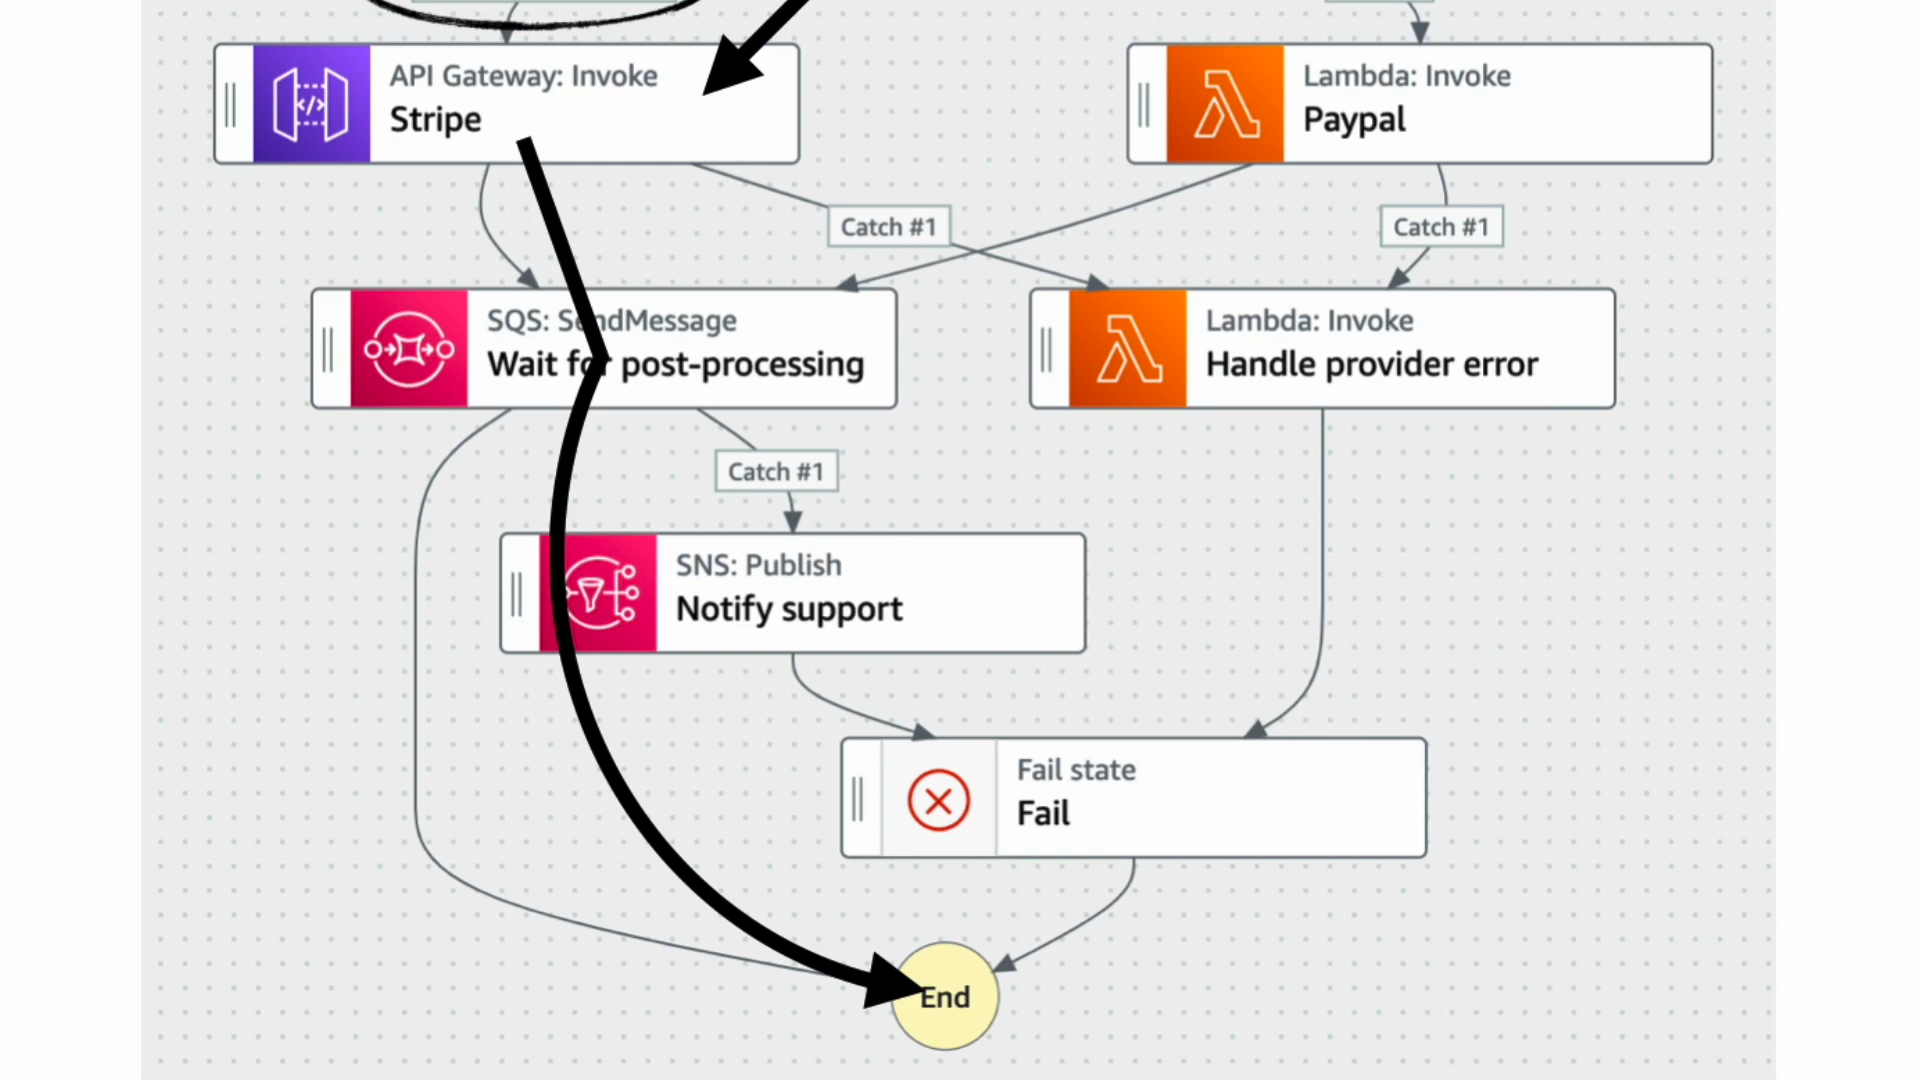 API Gateway: Invoke
Stripe
Lambda: Invoke
Paypal
Catch #1
Catch #1
SQS: SendMessage
Wait for post-processing
Lambda: Invoke
Handle provider error
Catch #1
SNS: Publish
Notify support
Fail state
Fail
End